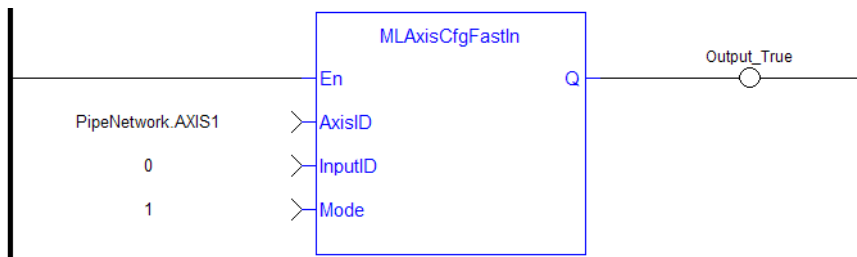 MLAxisCfgFastIn
Output_True
En Q
PipeNetwork.AXIS1 AxisID
0 InputID
1 Mode